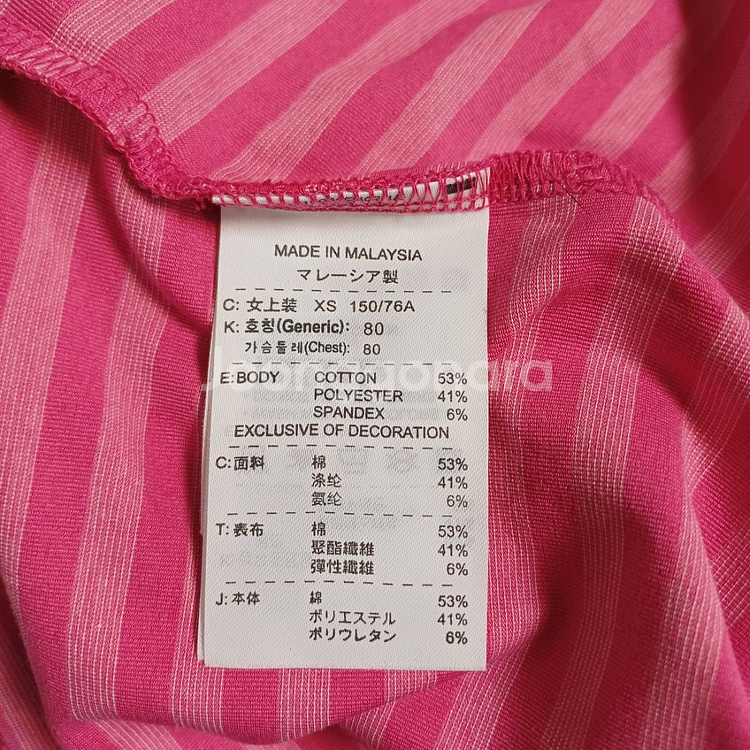 MADE IN MALAYSIA
マレーシア製
C: 女上装 XS 150/76A
K: 호칭(Generic): 80
가슴둘레(Chest): 80
E: BODY COTTON 53%
POLYESTER 41%
SPANDEX 6%
EXCLUSIVE OF DECORATION
C: 面料 棉 53%
涤纶 41%
氨纶 6%
T: 表布 棉 53%
聚酯纖維 41%
彈性纖維 6%
J: 本体 綿 53%
ポリエステル 41%
ポリウレタン 6%
Joongonara